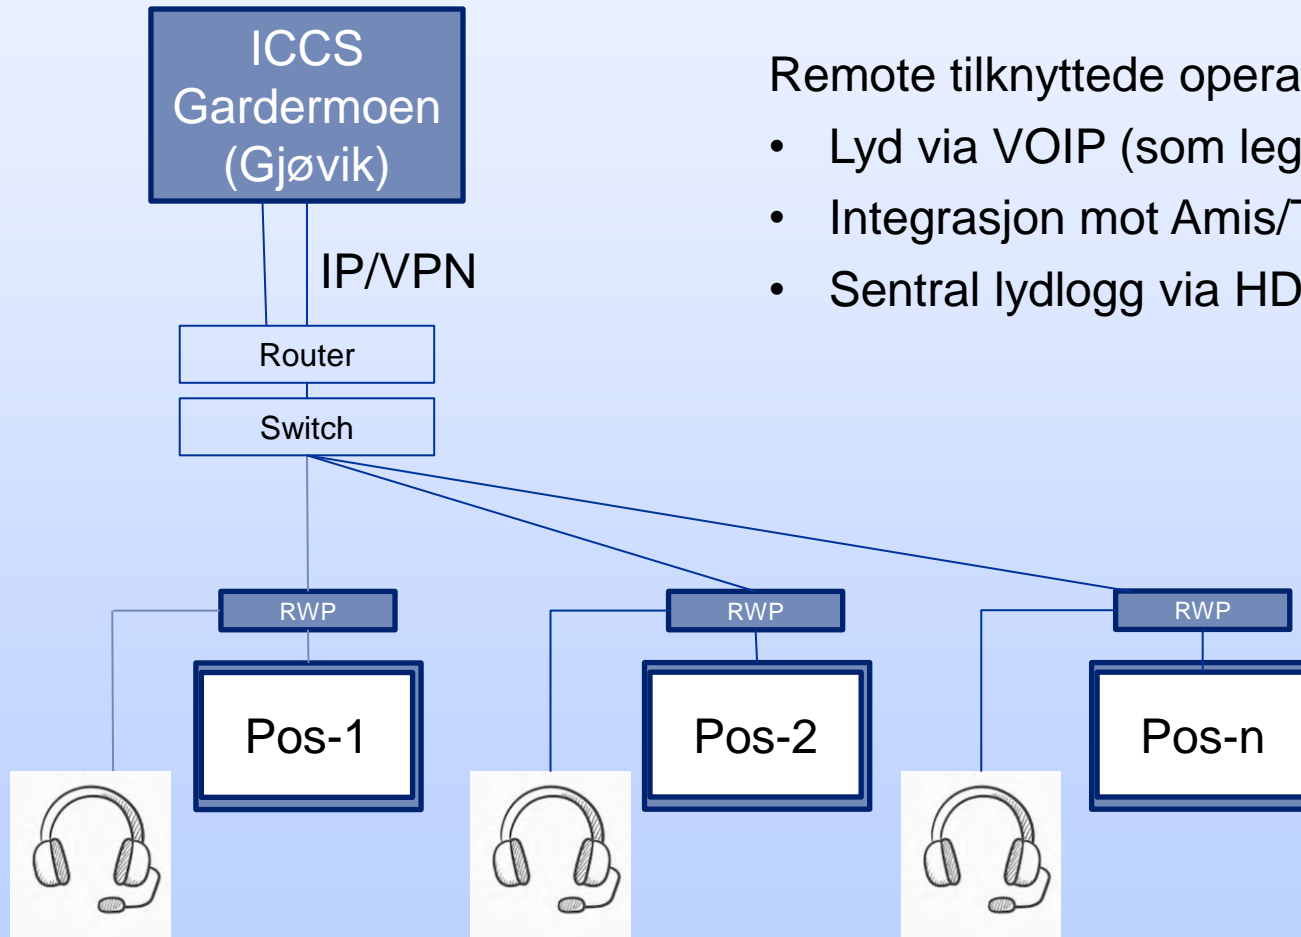 ICCS
Gardermoen
(Gjøvik)
Remote tilknyttede opera
• Lyd via VOIP (som leg
• Integrasjon mot Amis/T
• Sentral lydlogg via HD
IP/VPN
Router
Switch
RWP
RWP
RWP
Pos-1
Pos-2
Pos-n